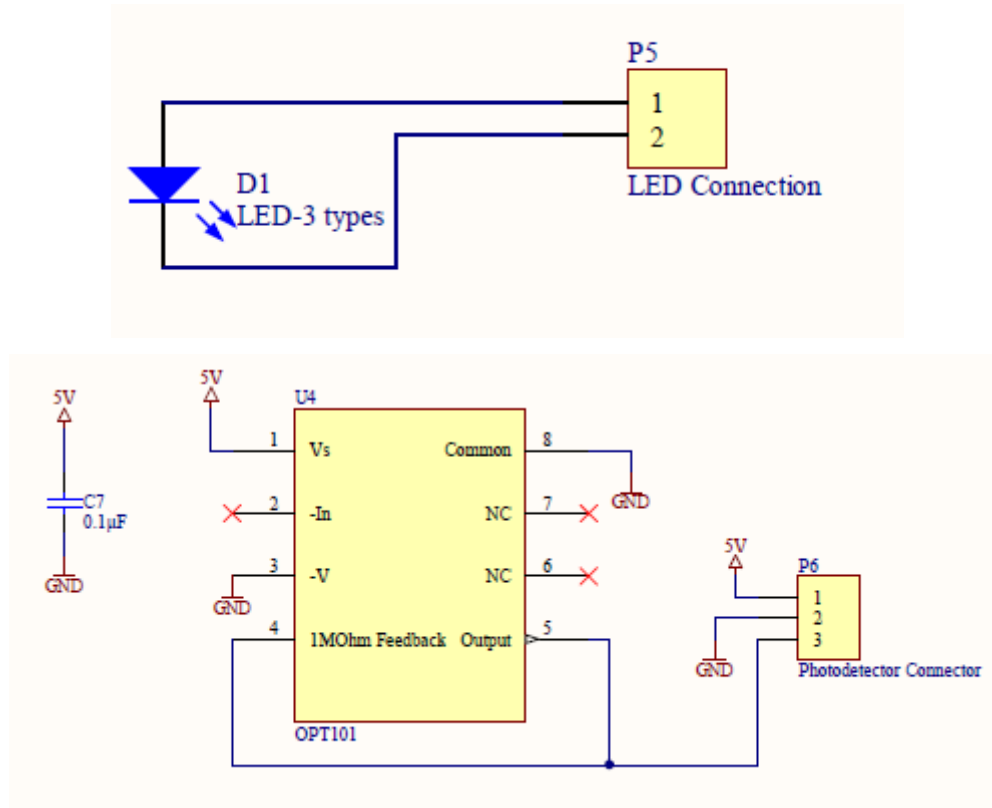 P5
1
2
LED Connection
D1
LED-3 types
5V
C7
0.1µF
GND
5V
U4
1 Vs Common 8
GND
2 -In NC 7
3 -V NC 6
GND
4 1MOhm Feedback Output 5
OPT101
5V
P6
1
2
3
GND
Photodetector Connector